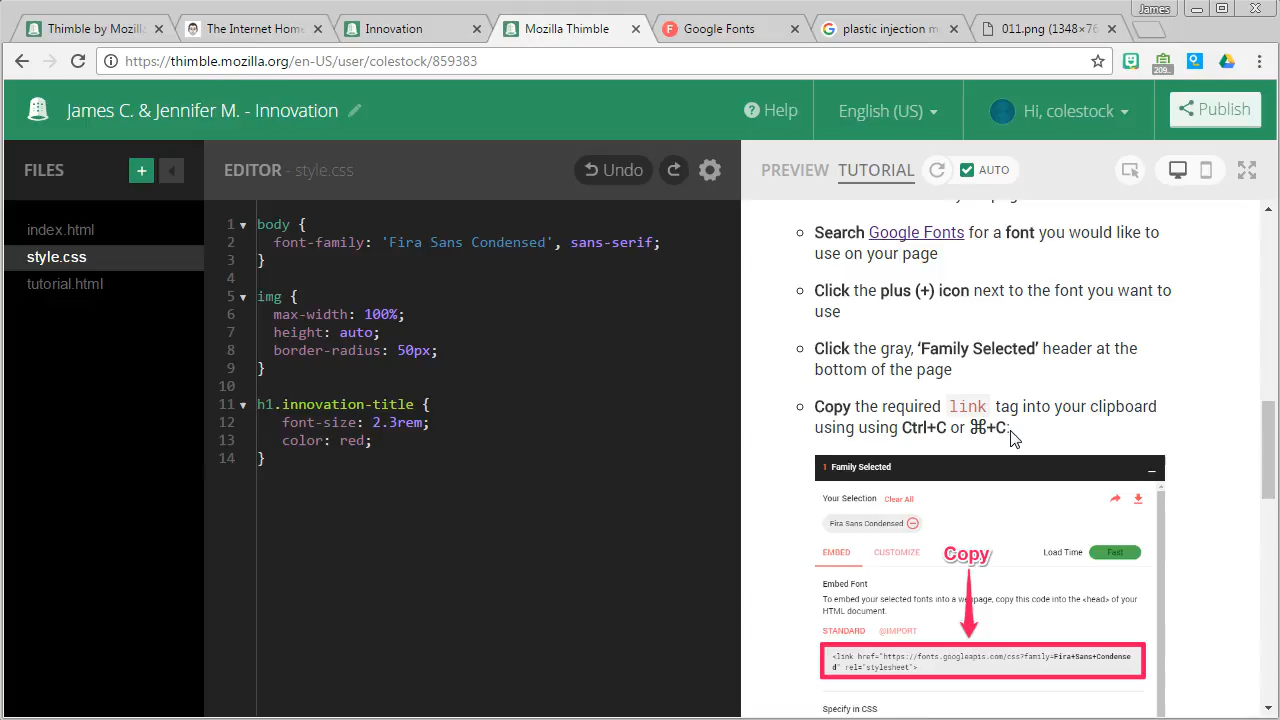 James
Thimble by Mozil
The Internet Hom
Innovation
Mozilla Thimble
Google Fonts
plastic injection m
011.png (1348×76
https://thimble.mozilla.org/en-US/user/colestock/859383
209...
James C. & Jennifer M. - Innovation
Help
English (US)
Hi, colestock
Publish
FILES
EDITOR - style.css
Undo
PREVIEW
TUTORIAL
AUTO
index.html
style.css
tutorial.html
1 body {
2 font-family: 'Fira Sans Condensed', sans-serif;
3 }
4
5 img {
6 max-width: 100%;
7 height: auto;
8 border-radius: 50px;
9 }
10
11 h1.innovation-title {
12 font-size: 2.3rem;
13 color: red;
14 }
Search Google Fonts for a font you would like to
use on your page
Click the plus (+) icon next to the font you want to
use
Click the gray, ‘Family Selected’ header at the
bottom of the page
Copy the required link tag into your clipboard
using using Ctrl+C or ⌘+C:
1 Family Selected
Your Selection Clear All
Fira Sans Condensed
EMBED CUSTOMIZE Copy Load Time Fast
Embed Font
To embed your selected fonts into a webpage, copy this code into the <head> of your
HTML document.
STANDARD @IMPORT
<link href="https://fonts.googleapis.com/css?family=Fira+Sans+Condense
d" rel="stylesheet">
Specify in CSS